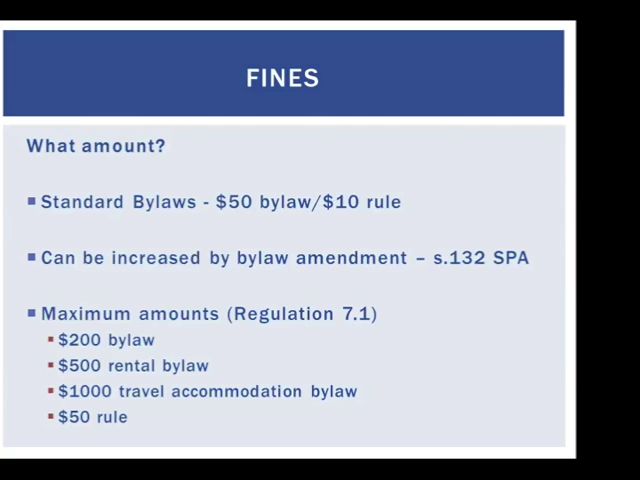 FINES
What amount?
Standard Bylaws - $50 bylaw/$10 rule
Can be increased by bylaw amendment – s.132 SPA
Maximum amounts (Regulation 7.1)
$200 bylaw
$500 rental bylaw
$1000 travel accommodation bylaw
$50 rule